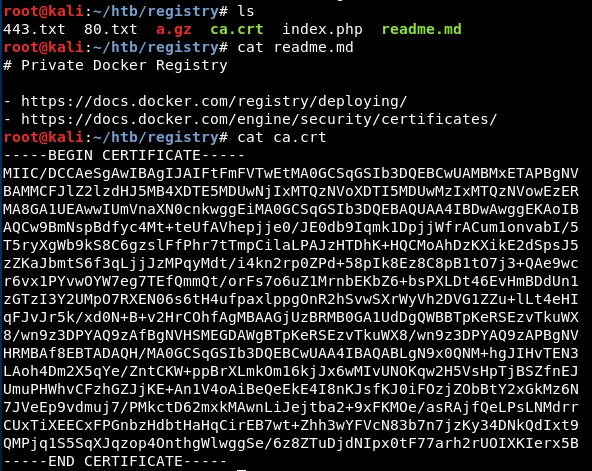 root@kali:~/htb/registry# ls
443.txt 80.txt a.gz ca.crt index.php readme.md
root@kali:~/htb/registry# cat readme.md
# Private Docker Registry
- https://docs.docker.com/registry/deploying/
- https://docs.docker.com/engine/security/certificates/
root@kali:~/htb/registry# cat ca.crt
-----BEGIN CERTIFICATE-----
MIIC/DCCAeSgAwIBAgIJAIFtFmFVTwEtMA0GCSqGSIb3DQEBCwUAMBMxETAPBgNV
BAMMCFJlZ2lzdHJ5MB4XDTE5MDUwNjIxMTQzNVoXDTI5MDUwMzIxMTQzNVowEzER
MA8GA1UEAwwIUmVnaXN0cnkwggEiMA0GCSqGSIb3DQEBAQUAA4IBDwAwggEKAoIB
AQCw9BmNspBdfyc4Mt+teUfAVhepjje0/JE0db9Iqmk1DpjjWfrACum1onvabI/5
T5ryXgWb9kS8C6gzslFfPhr7tTmpCilaLPAJzHTDhK+HQCMoAhDzKXikE2dSpsJ5
zZKaJbmtS6f3qLjjJzMPqyMdt/i4kn2rp0ZPd+58pIk8Ez8C8pB1tO7j3+QAe9wc
r6vx1PYvwOYW7eg7TEfQmmQt/orFs7o6uZ1MrnbEKbZ6+bsPXLDt46EvHmBDdUn1
zGTzI3Y2UMpO7RXEN06s6tH4ufpaxlppgOnR2hSvwSXrWyVh2DVG1ZZu+lLt4eHI
qFJvJr5k/xd0N+B+v2HrCOhfAgMBAAGjUzBRMB0GA1UdDgQWBBTpKeRSEzvTkuWX
8/wn9z3DPYAQ9zAfBgNVHSMEGDAWgBTpKeRSEzvTkuWX8/wn9z3DPYAQ9zAPBgNV
HRMBAf8EBTADAQH/MA0GCSqGSIb3DQEBCwUAA4IBAQABLgN9x0QNM+hgJIHvTEN3
LAoh4Dm2X5qYe/ZntCKW+ppBrXLmkOm16kjJx6wMIvUNOKqw2H5VsHpTjBSZfnEJ
UmuPHWhvCFzhGZJjKE+An1V4oAiBeQeEkE4I8nKJsfKJ0iFOzjZObBtY2xGkMz6N
7JVeEp9vdmuj7/PMkctD62mxkMAwnLiJejtba2+9xFKMOe/asRAjfQeLPsLNMdrr
CUxTiXEECxFPGnbzHdbtHaHqCirEB7wt+Zhh3wYFVcN83b7n7jzKy34DNkQdIxt9
QMPjq1S5SqXJqzop4OnthgWlwggSe/6z8ZTuDjdNIpx0tF77arh2rUOIXKIerx5B
-----END CERTIFICATE-----